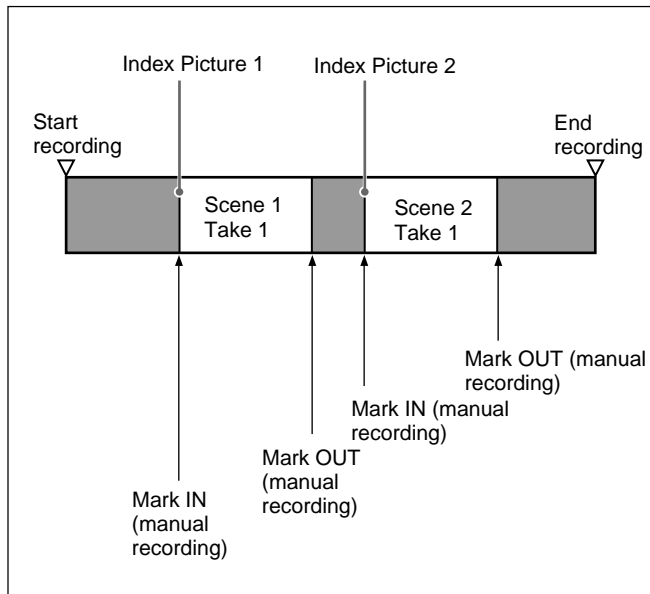 Index Picture 1
Index Picture 2
Start
recording
End
recording
Scene 1
Take 1
Scene 2
Take 1
Mark OUT (manual
recording)
Mark IN (manual
recording)
Mark OUT
(manual
recording)
Mark IN
(manual
recording)